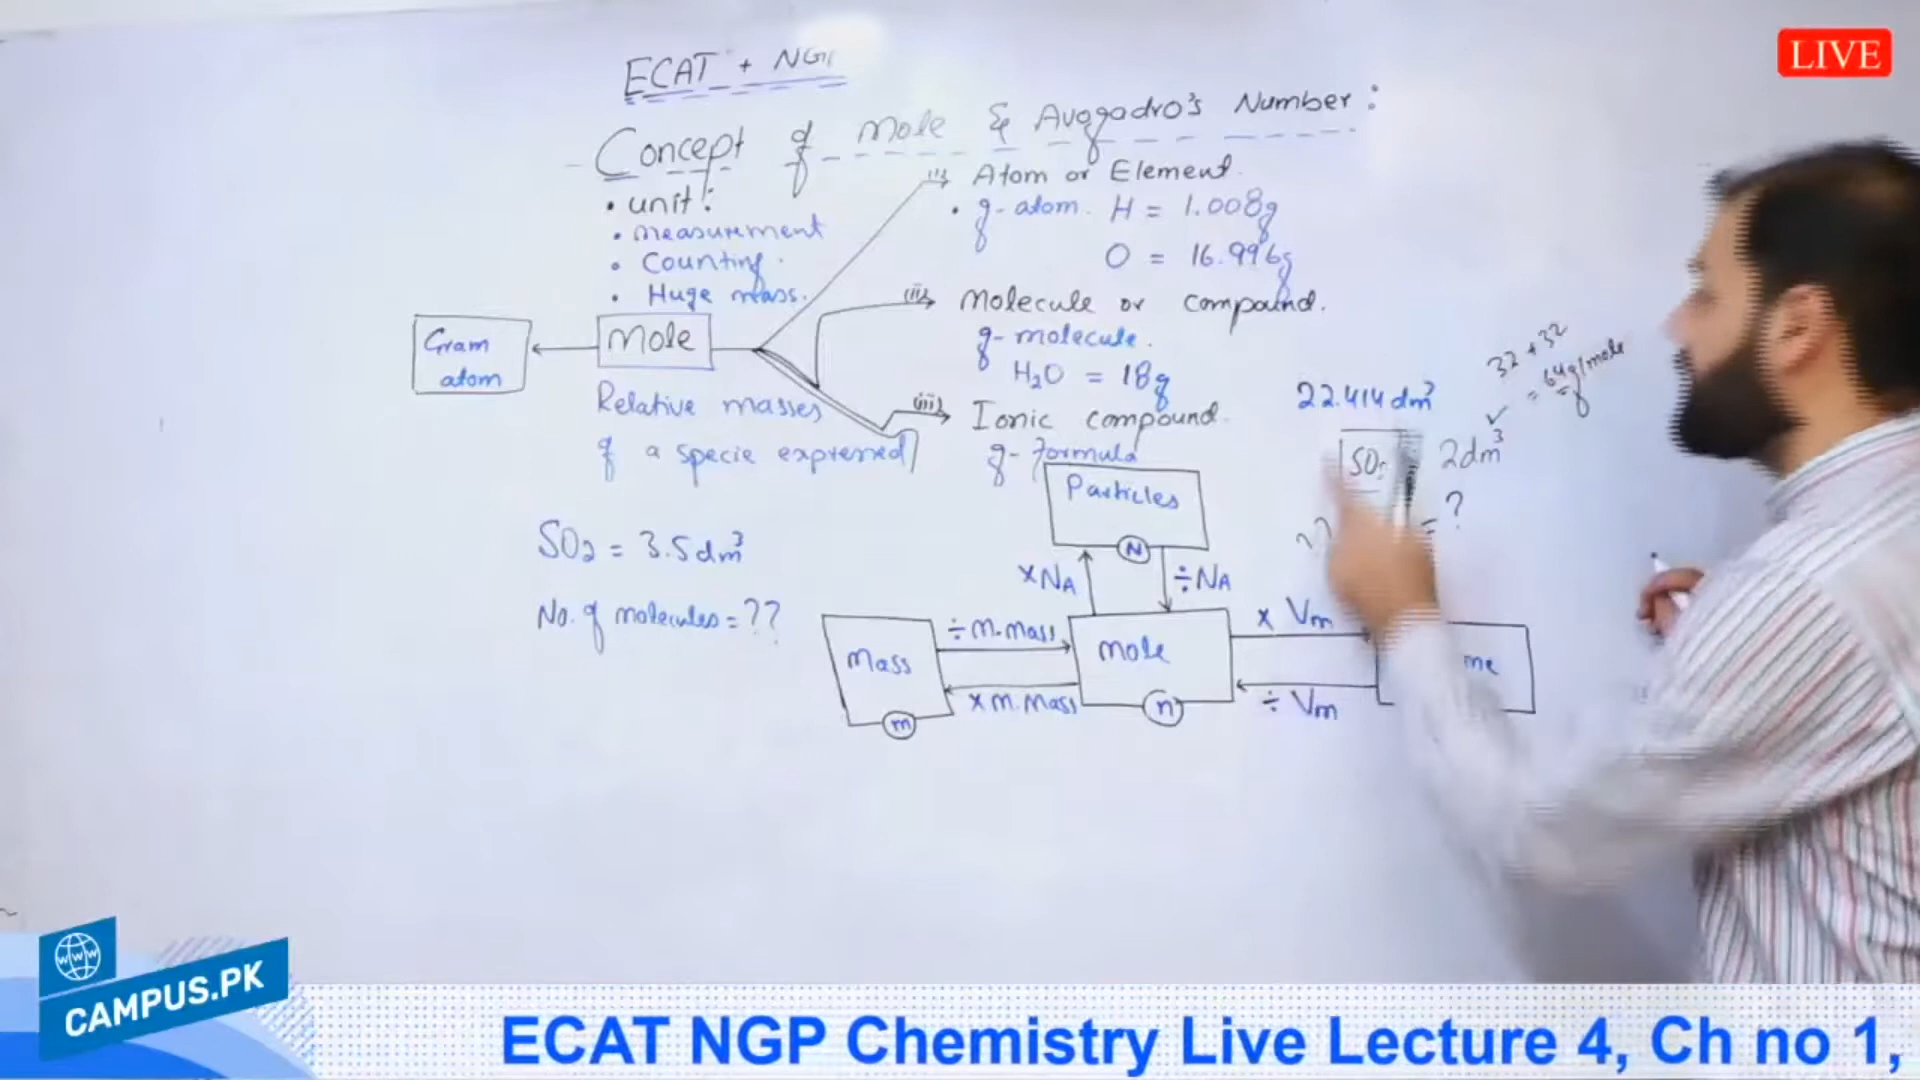 LIVE
ECAT + NGP
Concept of Mole & Avogadro's Number:
• unit:
• measurement
• Counting.
• Huge mass.
Gram
atom
Mole
Relative masses
of a specie expressed
(i) Atom or Element.
• g-atom. H = 1.008g
O = 16.996g
(ii) Molecule or compound.
g-molecule.
H2O = 18g
(iii) Ionic compound.
g-formula
22.414 dm³
32 + 32
= 64g/mole
SO2 2dm³
= ?
SO2 = 3.5dm³
No. of molecules = ??
Particles
N
×NA ÷NA
Mass
m
÷ m.mass
× m.mass
Mole
n
× Vm
÷ Vm
me
WWW
CAMPUS.PK
ECAT NGP Chemistry Live Lecture 4, Ch no 1,